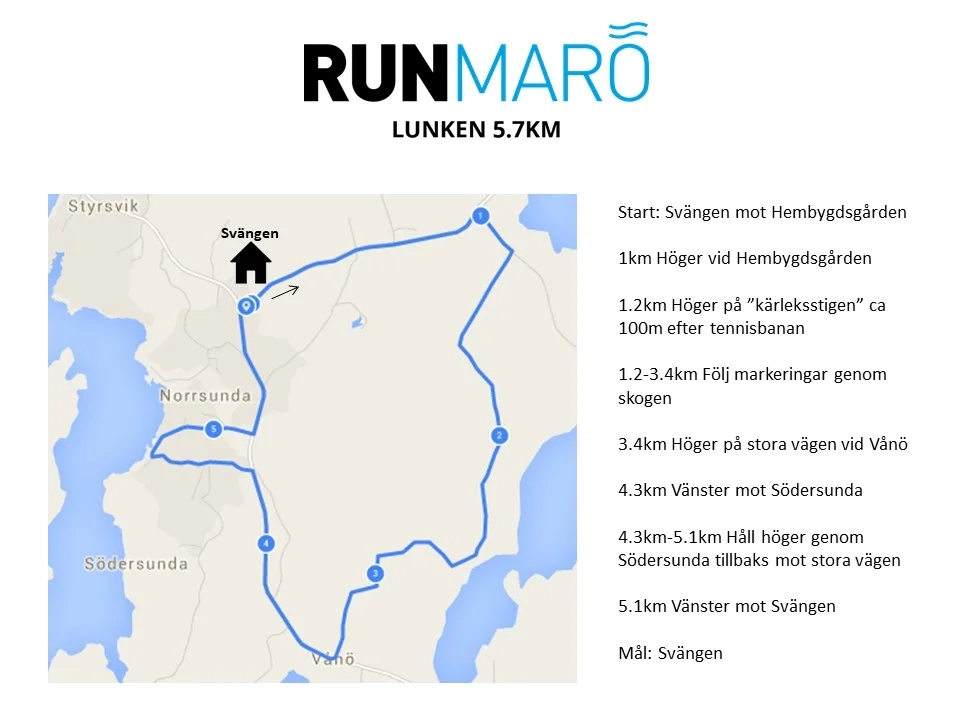 RUNMARÖ
LUNKEN 5.7KM
Styrsvik
Svängen
1
Norrsunda
5
2
4
Södersunda
3
Vånö
Start: Svängen mot Hembygdsgården
1km Höger vid Hembygdsgården
1.2km Höger på ”kärleksstigen” ca
100m efter tennisbanan
1.2-3.4km Följ markeringar genom
skogen
3.4km Höger på stora vägen vid Vånö
4.3km Vänster mot Södersunda
4.3km-5.1km Håll höger genom
Södersunda tillbaks mot stora vägen
5.1km Vänster mot Svängen
Mål: Svängen